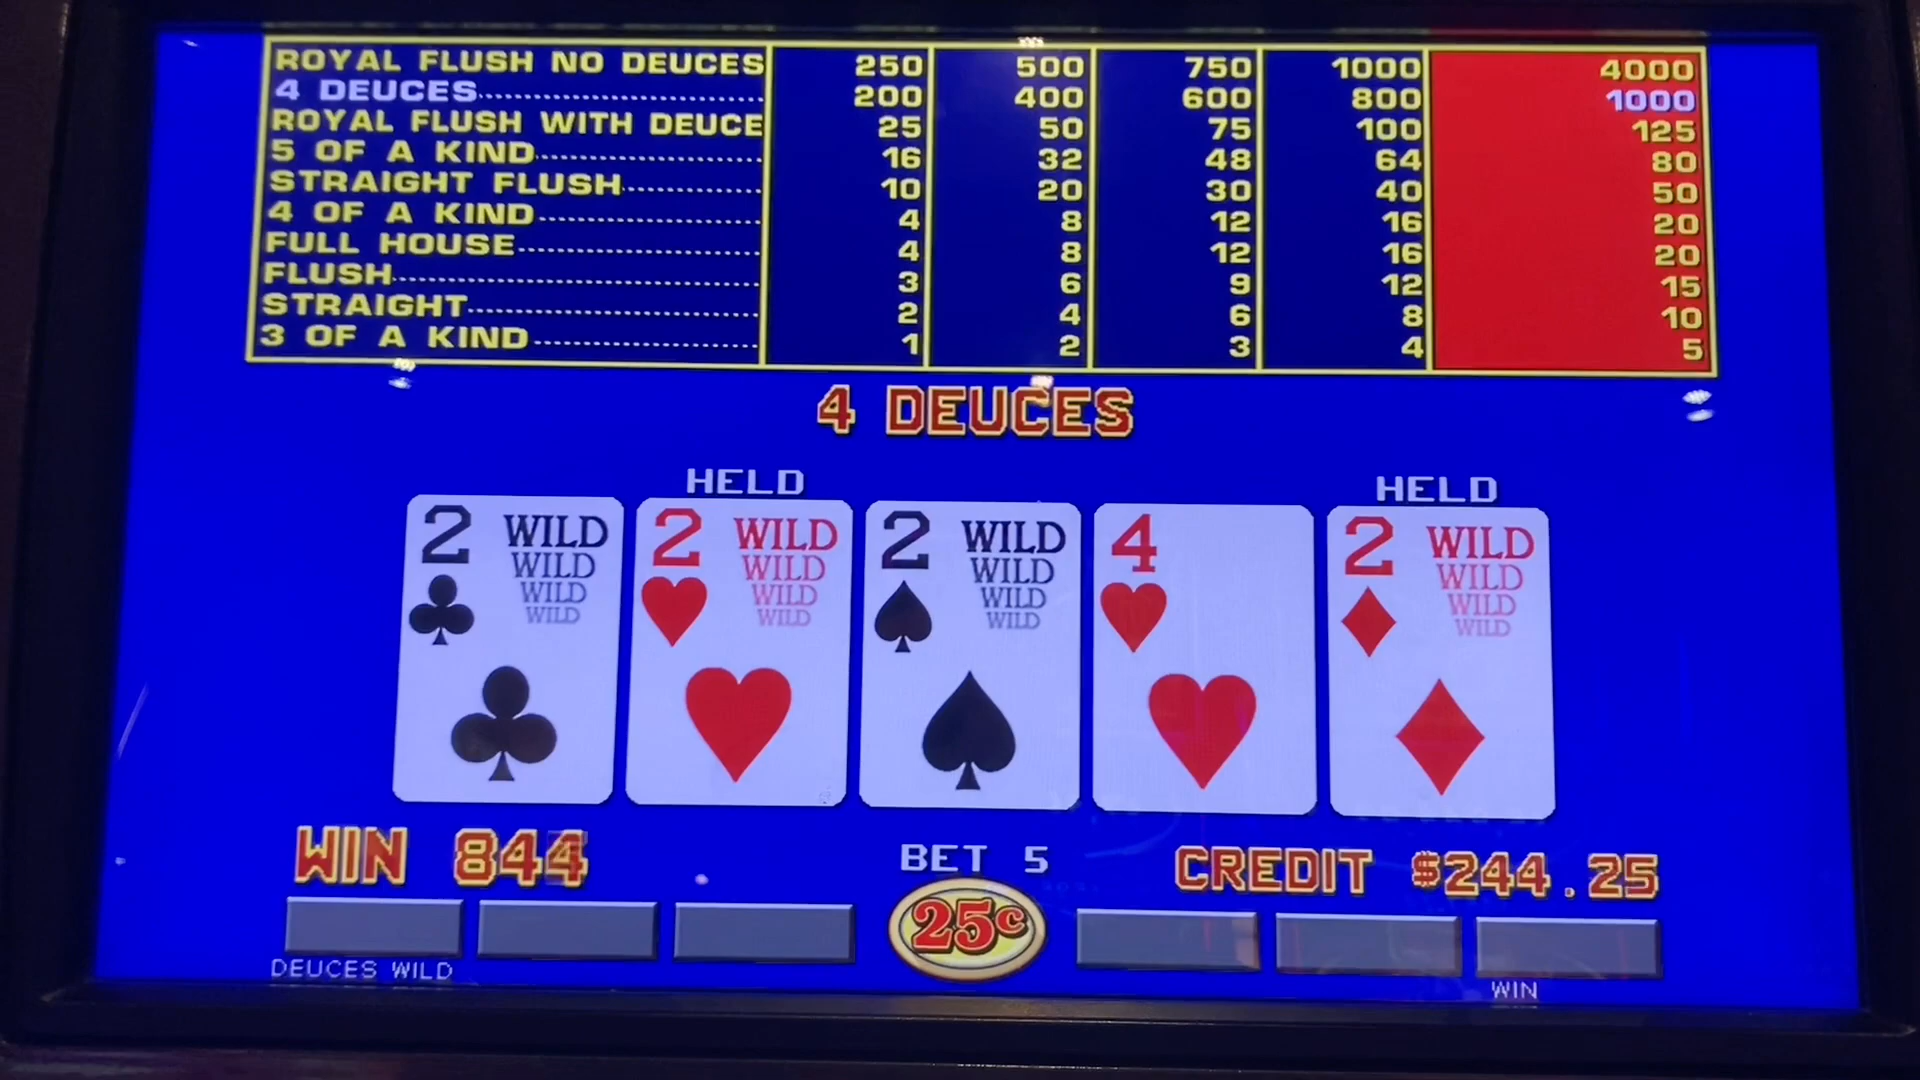 ROYAL FLUSH NO DEUCES 250 500 750 1000 4000
4 DEUCES 200 400 600 800 1000
ROYAL FLUSH WITH DEUCE 25 50 75 100 125
5 OF A KIND 16 32 48 64 80
STRAIGHT FLUSH 10 20 30 40 50
4 OF A KIND 4 8 12 16 20
FULL HOUSE 4 8 12 16 20
FLUSH 3 6 9 12 15
STRAIGHT 2 4 6 8 10
3 OF A KIND 1 2 3 4 5
4 DEUCES
HELD HELD
2 WILD 2 WILD 2 WILD 4 2 WILD
WILD WILD WILD WILD
WILD WILD WILD WILD
WILD WILD WILD WILD
WIN 844 BET 5 CREDIT $244.25
25¢
DEUCES WILD WIN